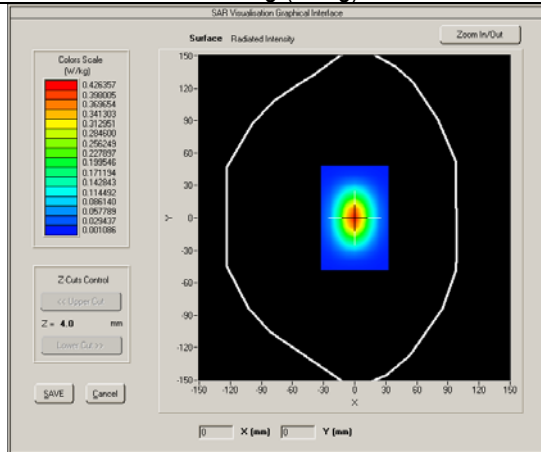 SAR Visualisation Graphical Interface
Surface Radiated Intensity
Zoom In/Out
Colors Scale
(W/kg)
0.426357
0.398005
0.369654
0.341303
0.312951
0.284600
0.256249
0.227897
0.199546
0.171194
0.142843
0.114492
0.086140
0.057789
0.029437
0.001086
150
120
90
60
30
0
-30
-60
-90
-120
-150
Y
-150 -120 -90 -60 -30 0 30 60 90 120 150
X
Z-Cuts Control
<< Upper Cut
Z = 4.0 mm
Lower Cut >>
SAVE Cancel
0 X (mm) 0 Y (mm)